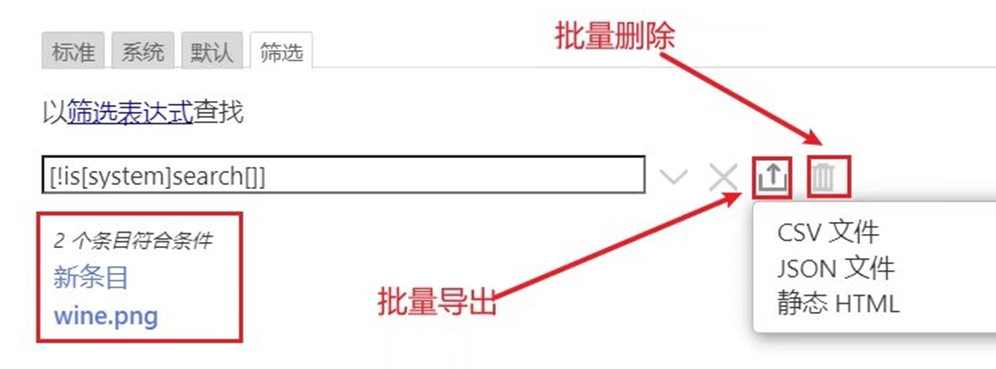 批量删除
标准 系统 默认 筛选
以筛选表达式查找
[!is[system]search[]]
2 个条目符合条件
新条目
wine.png
批量导出
CSV 文件
JSON 文件
静态 HTML